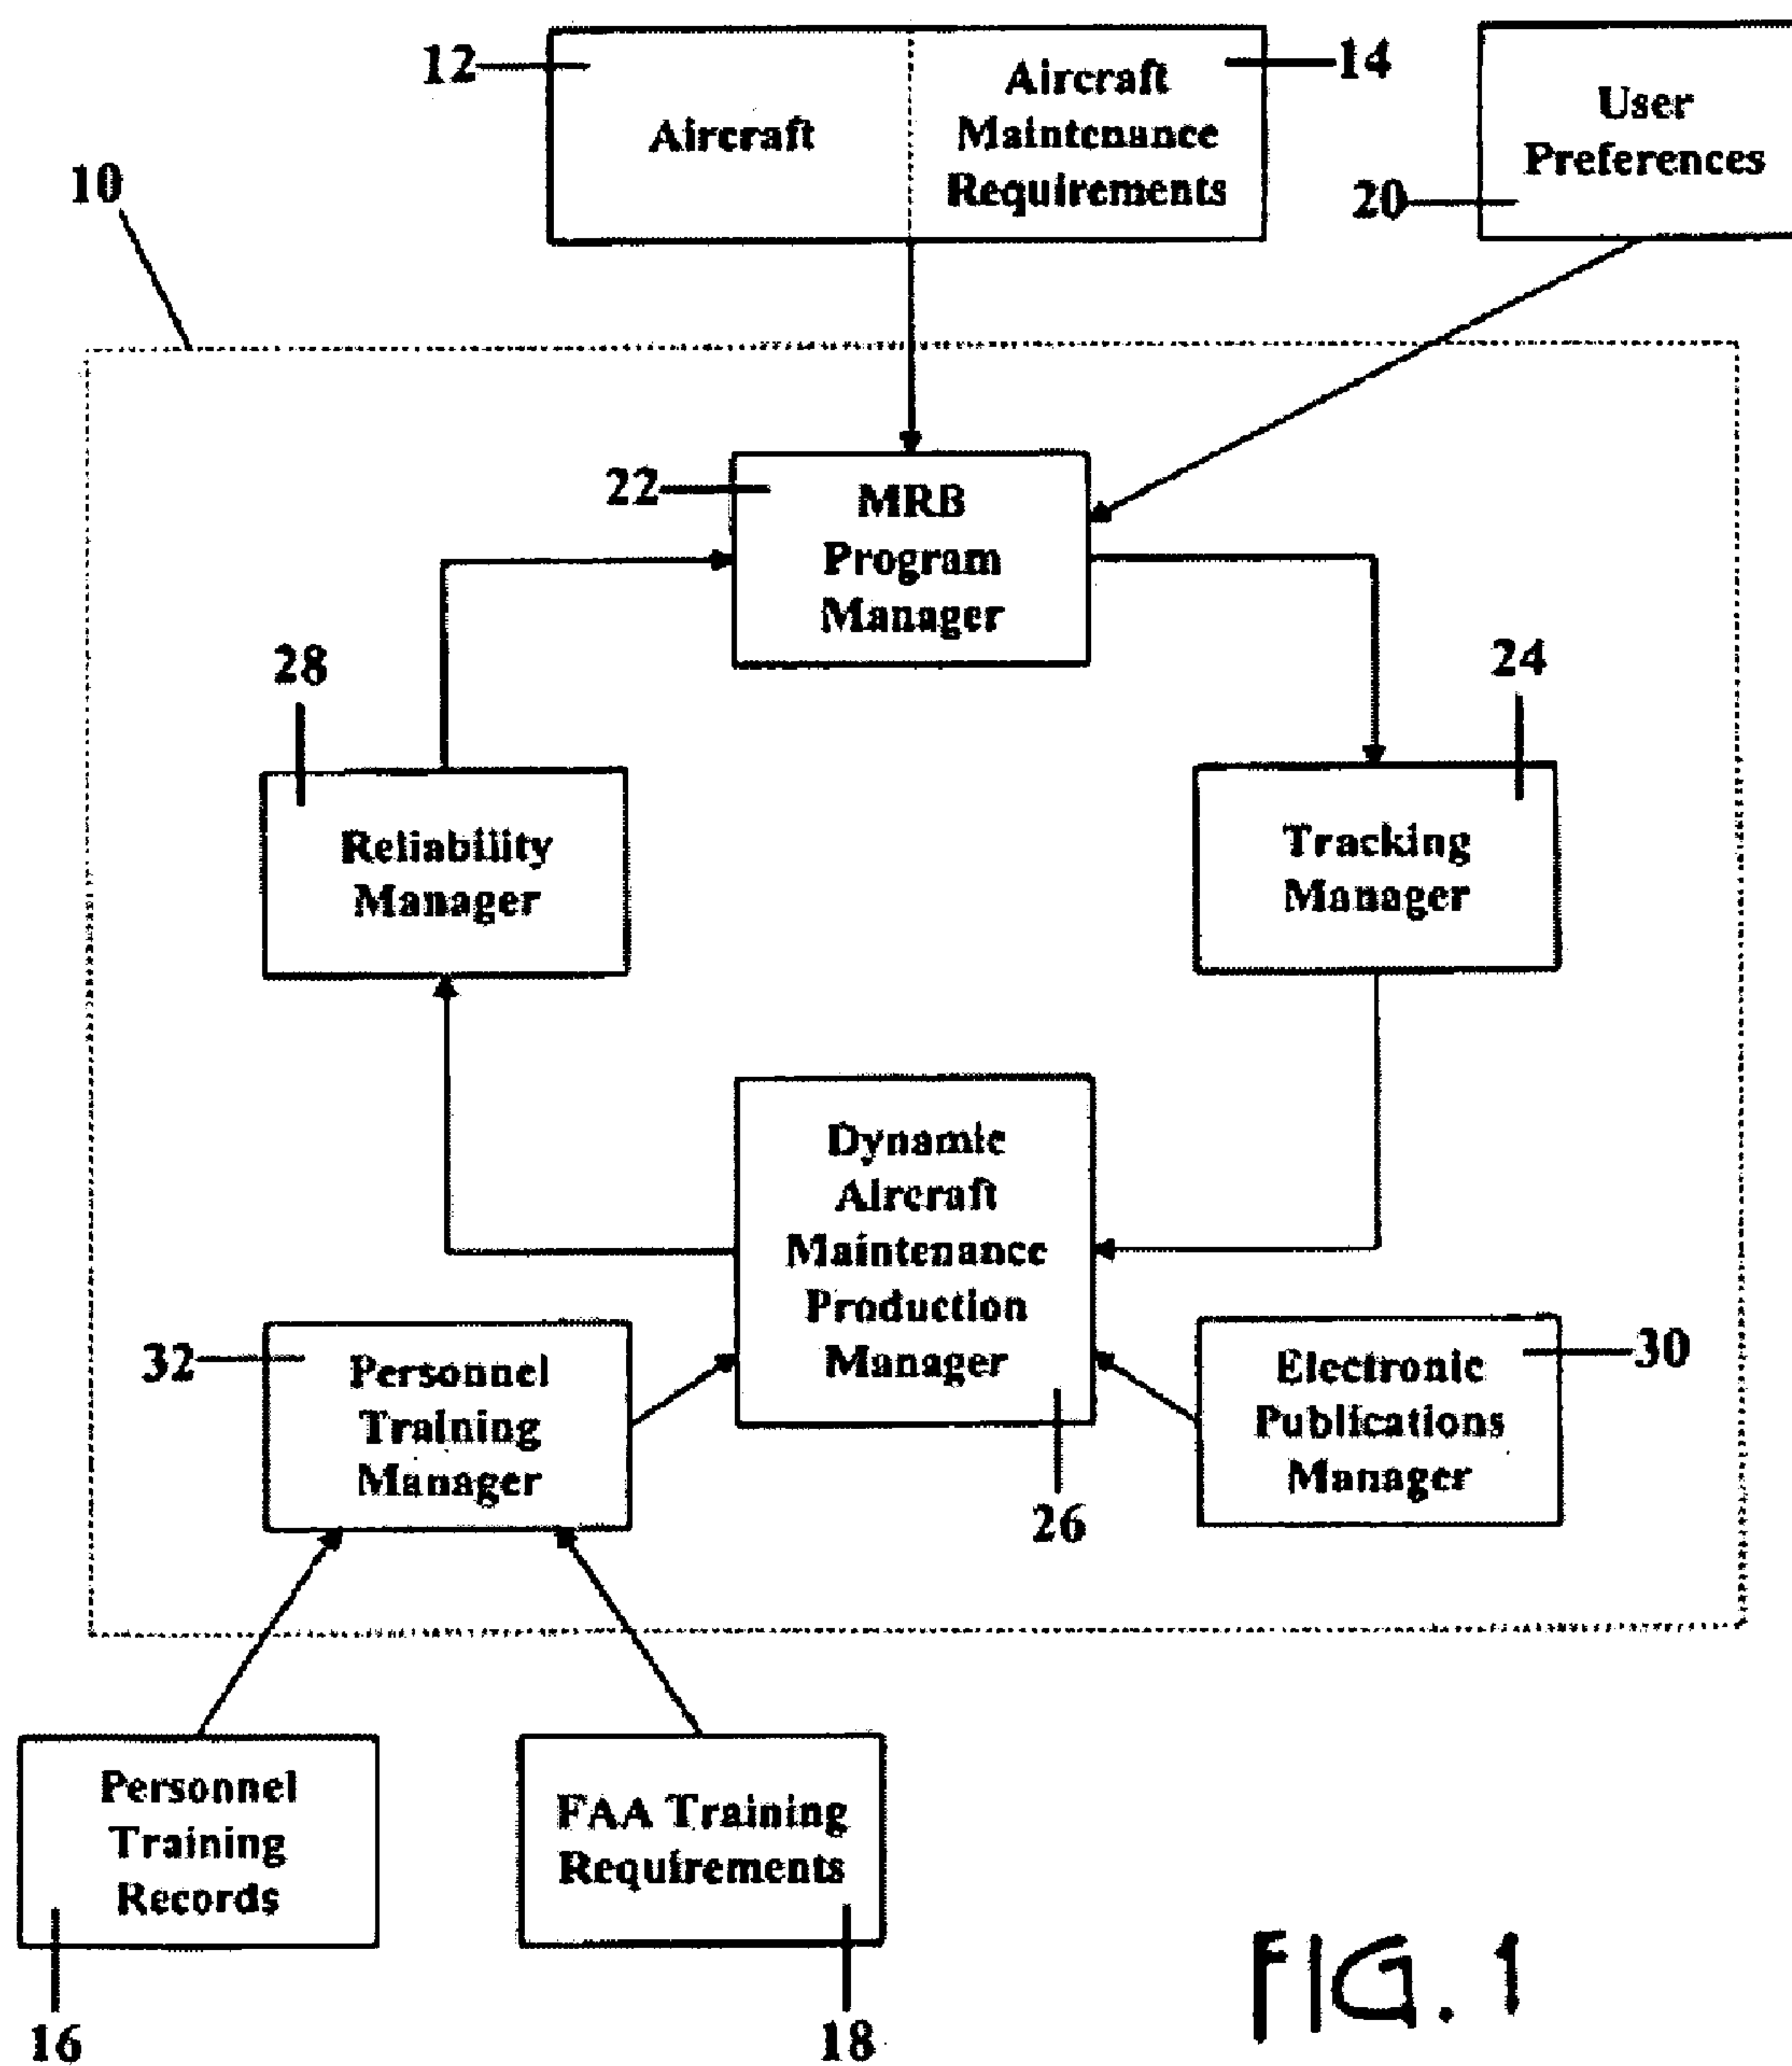 12
Aircraft
Aircraft
Maintenance
Requirements
14
User
Preferences
20
10
22
MRB
Program
Manager
28
Reliability
Manager
24
Tracking
Manager
Dynamic
Aircraft
Maintenance
Production
Manager
26
32
Personnel
Training
Manager
Electronic
Publications
Manager
30
Personnel
Training
Records
16
FAA Training
Requirements
18
FIG. 1